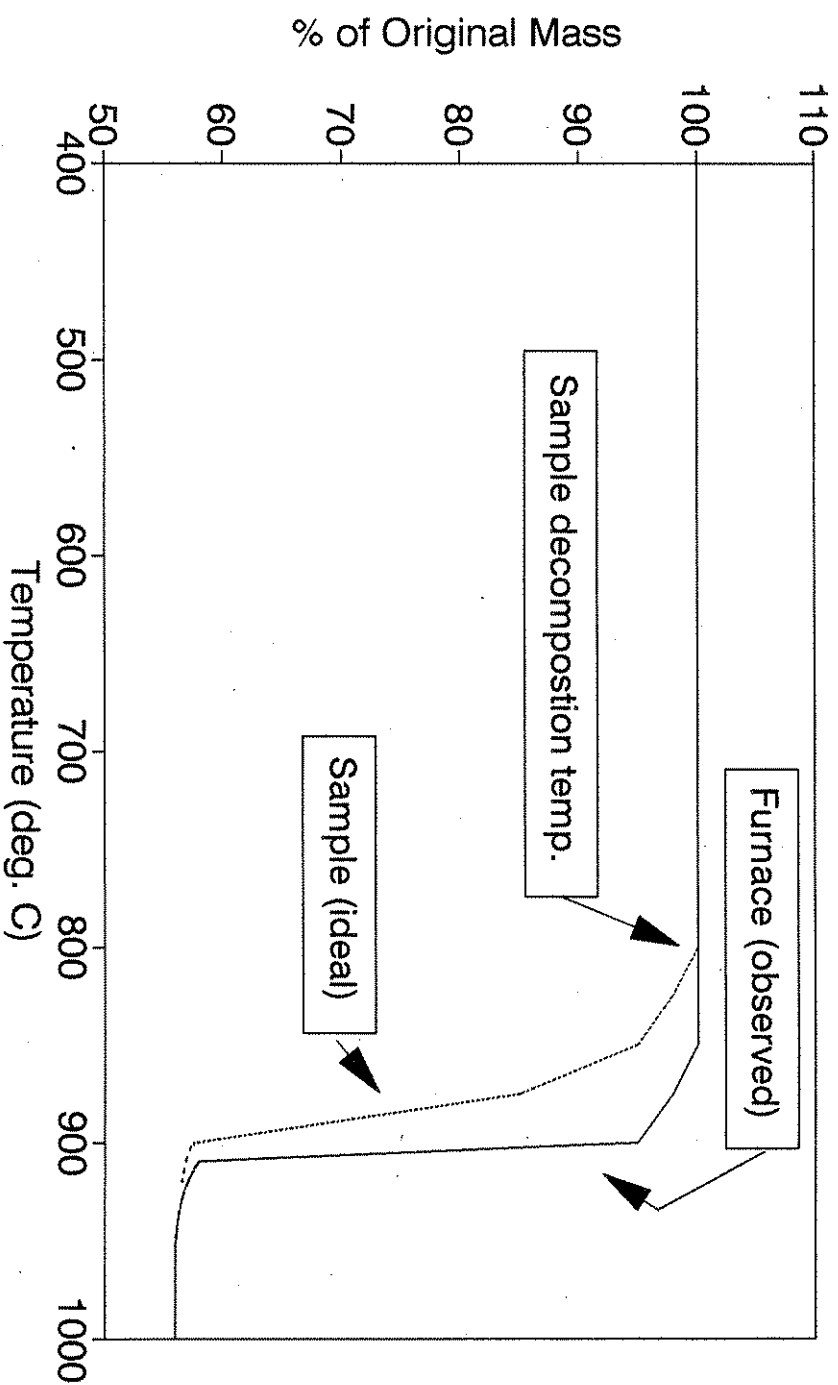 % of Original Mass
110
100
90
80
70
60
50
400
500
600
700
800
900
1000
Temperature (deg. C)
Furnace (observed)
Sample decompostion temp.
Sample (ideal)